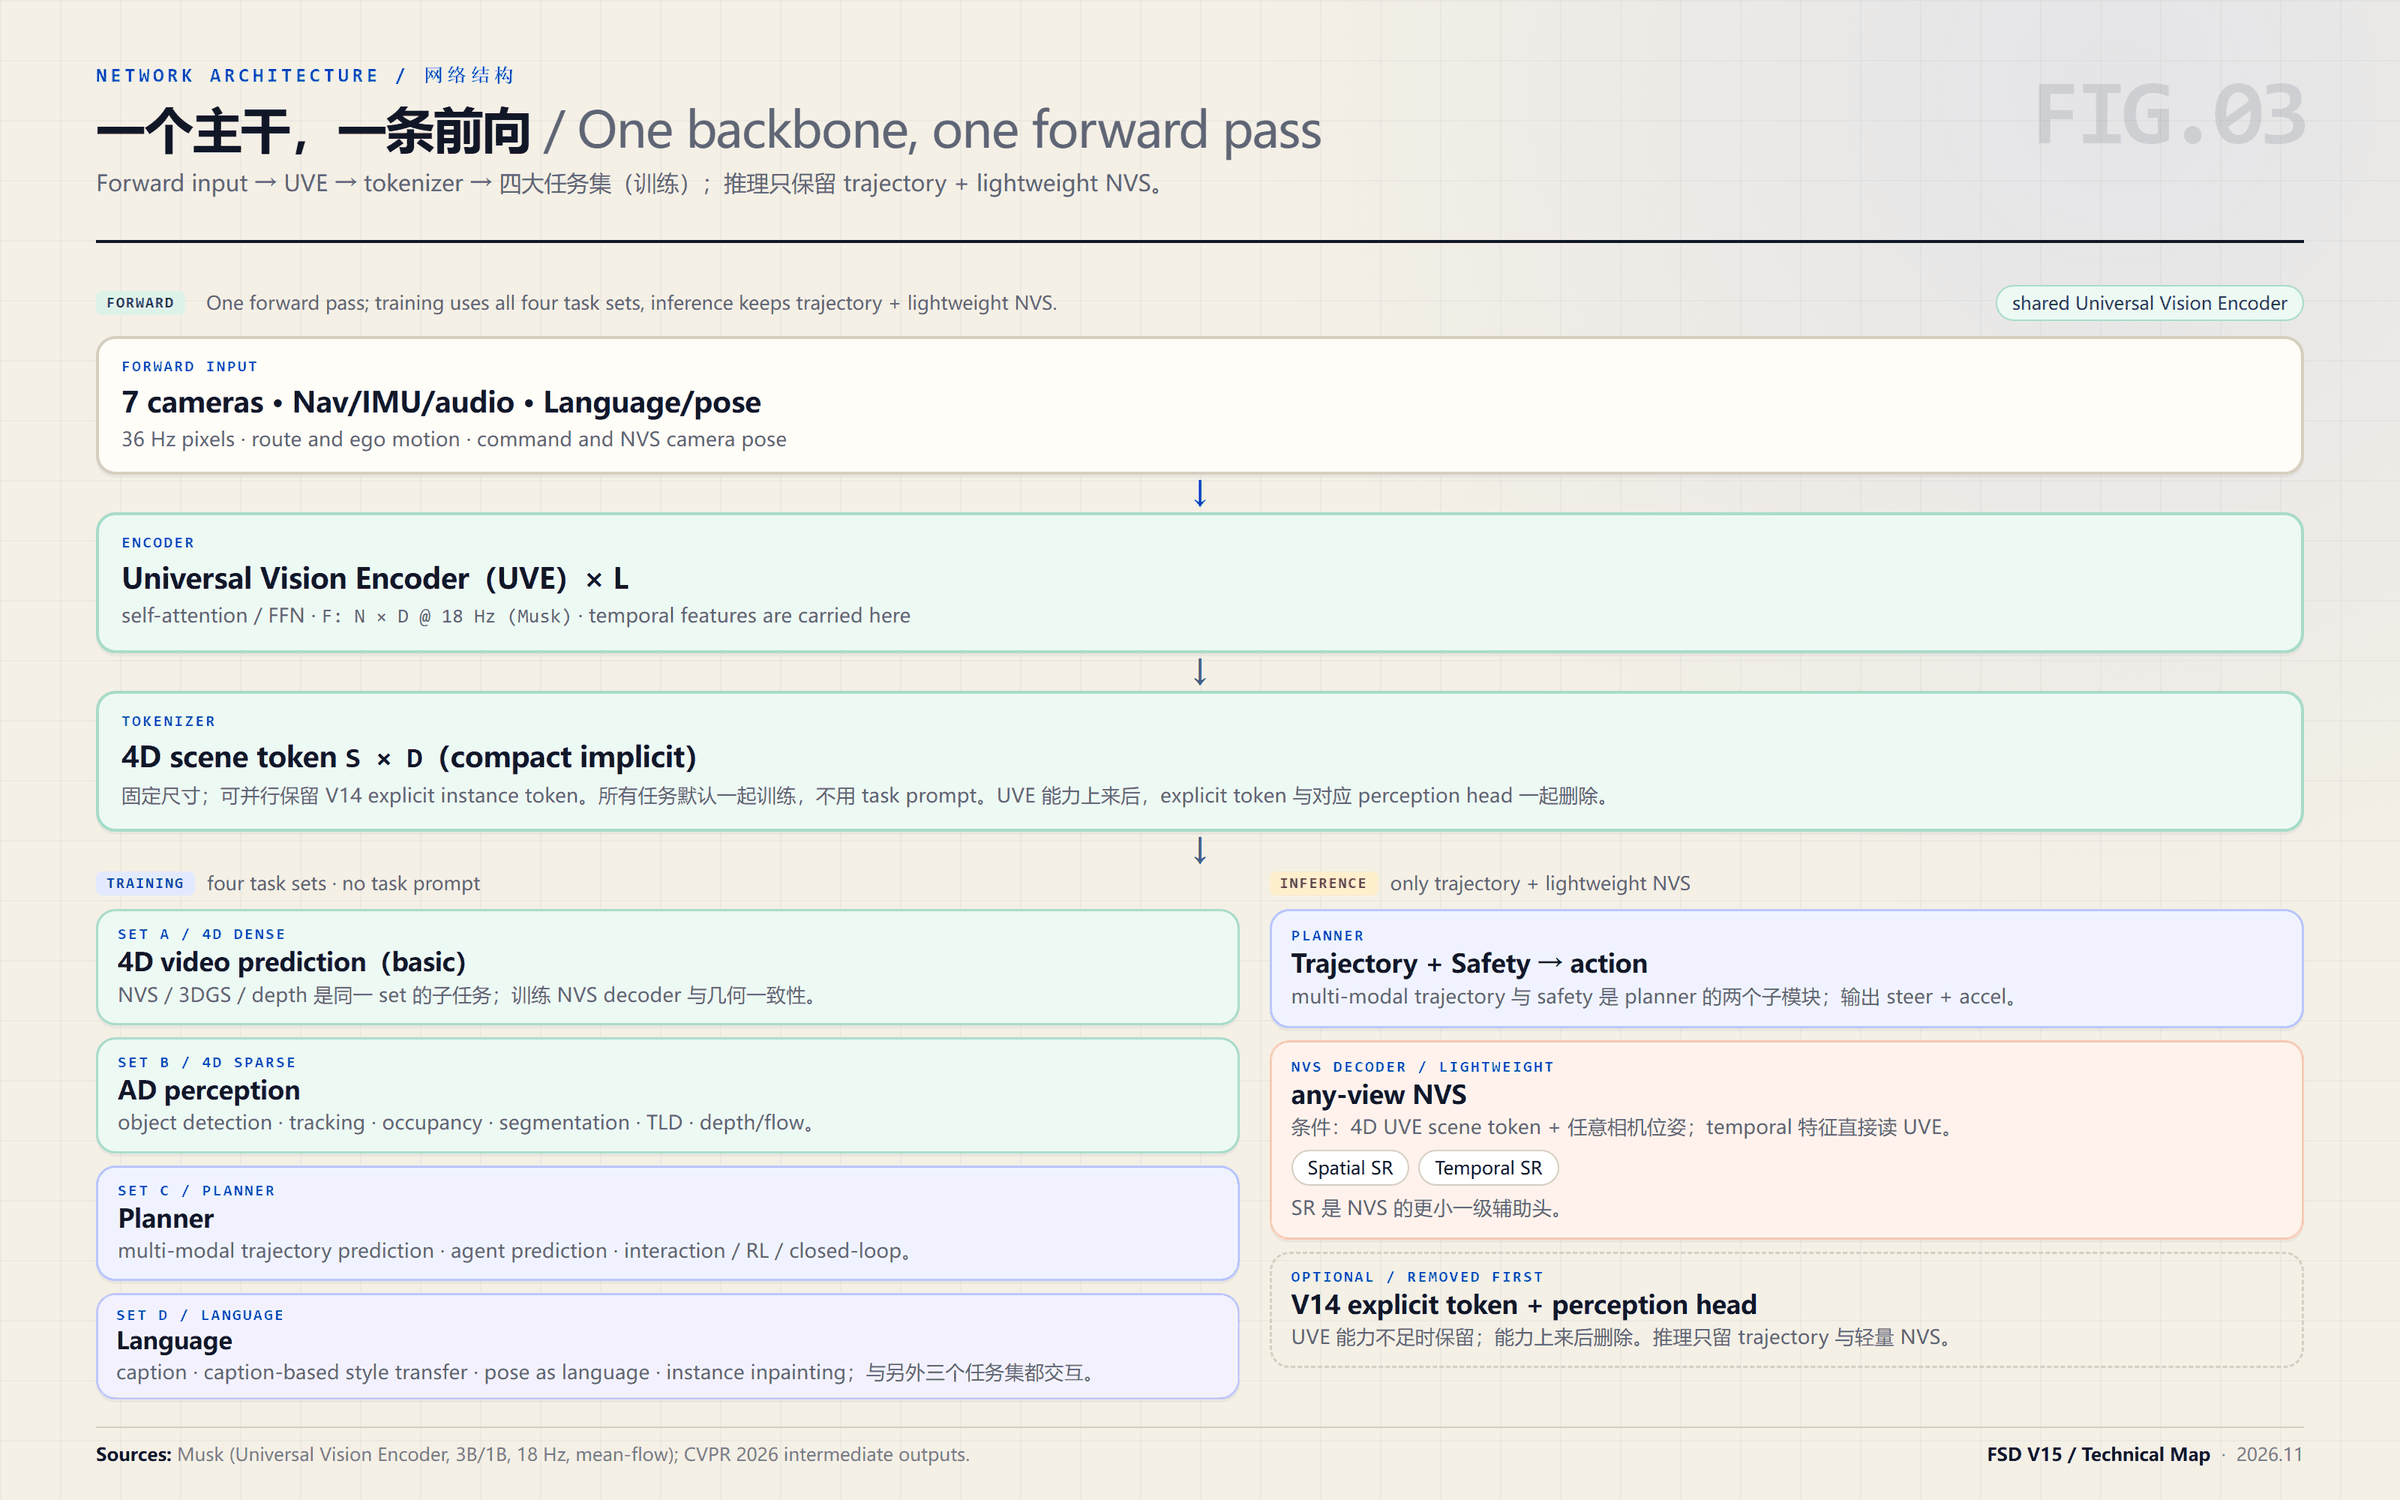 NETWORK ARCHITECTURE / 网络结构
FIG.03
一个主干，一条前向 / One backbone, one forward pass
Forward input → UVE → tokenizer → 四大任务集（训练）；推理只保留 trajectory + lightweight NVS。
FORWARD One forward pass; training uses all four task sets, inference keeps trajectory + lightweight NVS.
shared Universal Vision Encoder
FORWARD INPUT
7 cameras • Nav/IMU/audio • Language/pose
36 Hz pixels · route and ego motion · command and NVS camera pose
↓
ENCODER
Universal Vision Encoder（UVE）× L
self-attention / FFN · F: N × D @ 18 Hz (Musk) · temporal features are carried here
↓
TOKENIZER
4D scene token S × D（compact implicit）
固定尺寸；可并行保留 V14 explicit instance token。所有任务默认一起训练，不用 task prompt。UVE 能力上来后，explicit token 与对应 perception head 一起删除。
↓
TRAINING four task sets · no task prompt
SET A / 4D DENSE
4D video prediction（basic）
NVS / 3DGS / depth 是同一 set 的子任务；训练 NVS decoder 与几何一致性。
SET B / 4D SPARSE
AD perception
object detection · tracking · occupancy · segmentation · TLD · depth/flow。
SET C / PLANNER
Planner
multi-modal trajectory prediction · agent prediction · interaction / RL / closed-loop。
SET D / LANGUAGE
Language
caption · caption-based style transfer · pose as language · instance inpainting；与另外三个任务集都交互。
INFERENCE only trajectory + lightweight NVS
PLANNER
Trajectory + Safety → action
multi-modal trajectory 与 safety 是 planner 的两个子模块；输出 steer + accel。
NVS DECODER / LIGHTWEIGHT
any-view NVS
条件：4D UVE scene token + 任意相机位姿；temporal 特征直接读 UVE。
Spatial SR Temporal SR
SR 是 NVS 的更小一级辅助头。
OPTIONAL / REMOVED FIRST
V14 explicit token + perception head
UVE 能力不足时保留；能力上来后删除。推理只留 trajectory 与轻量 NVS。
Sources: Musk (Universal Vision Encoder, 3B/1B, 18 Hz, mean-flow); CVPR 2026 intermediate outputs.
FSD V15 / Technical Map · 2026.11